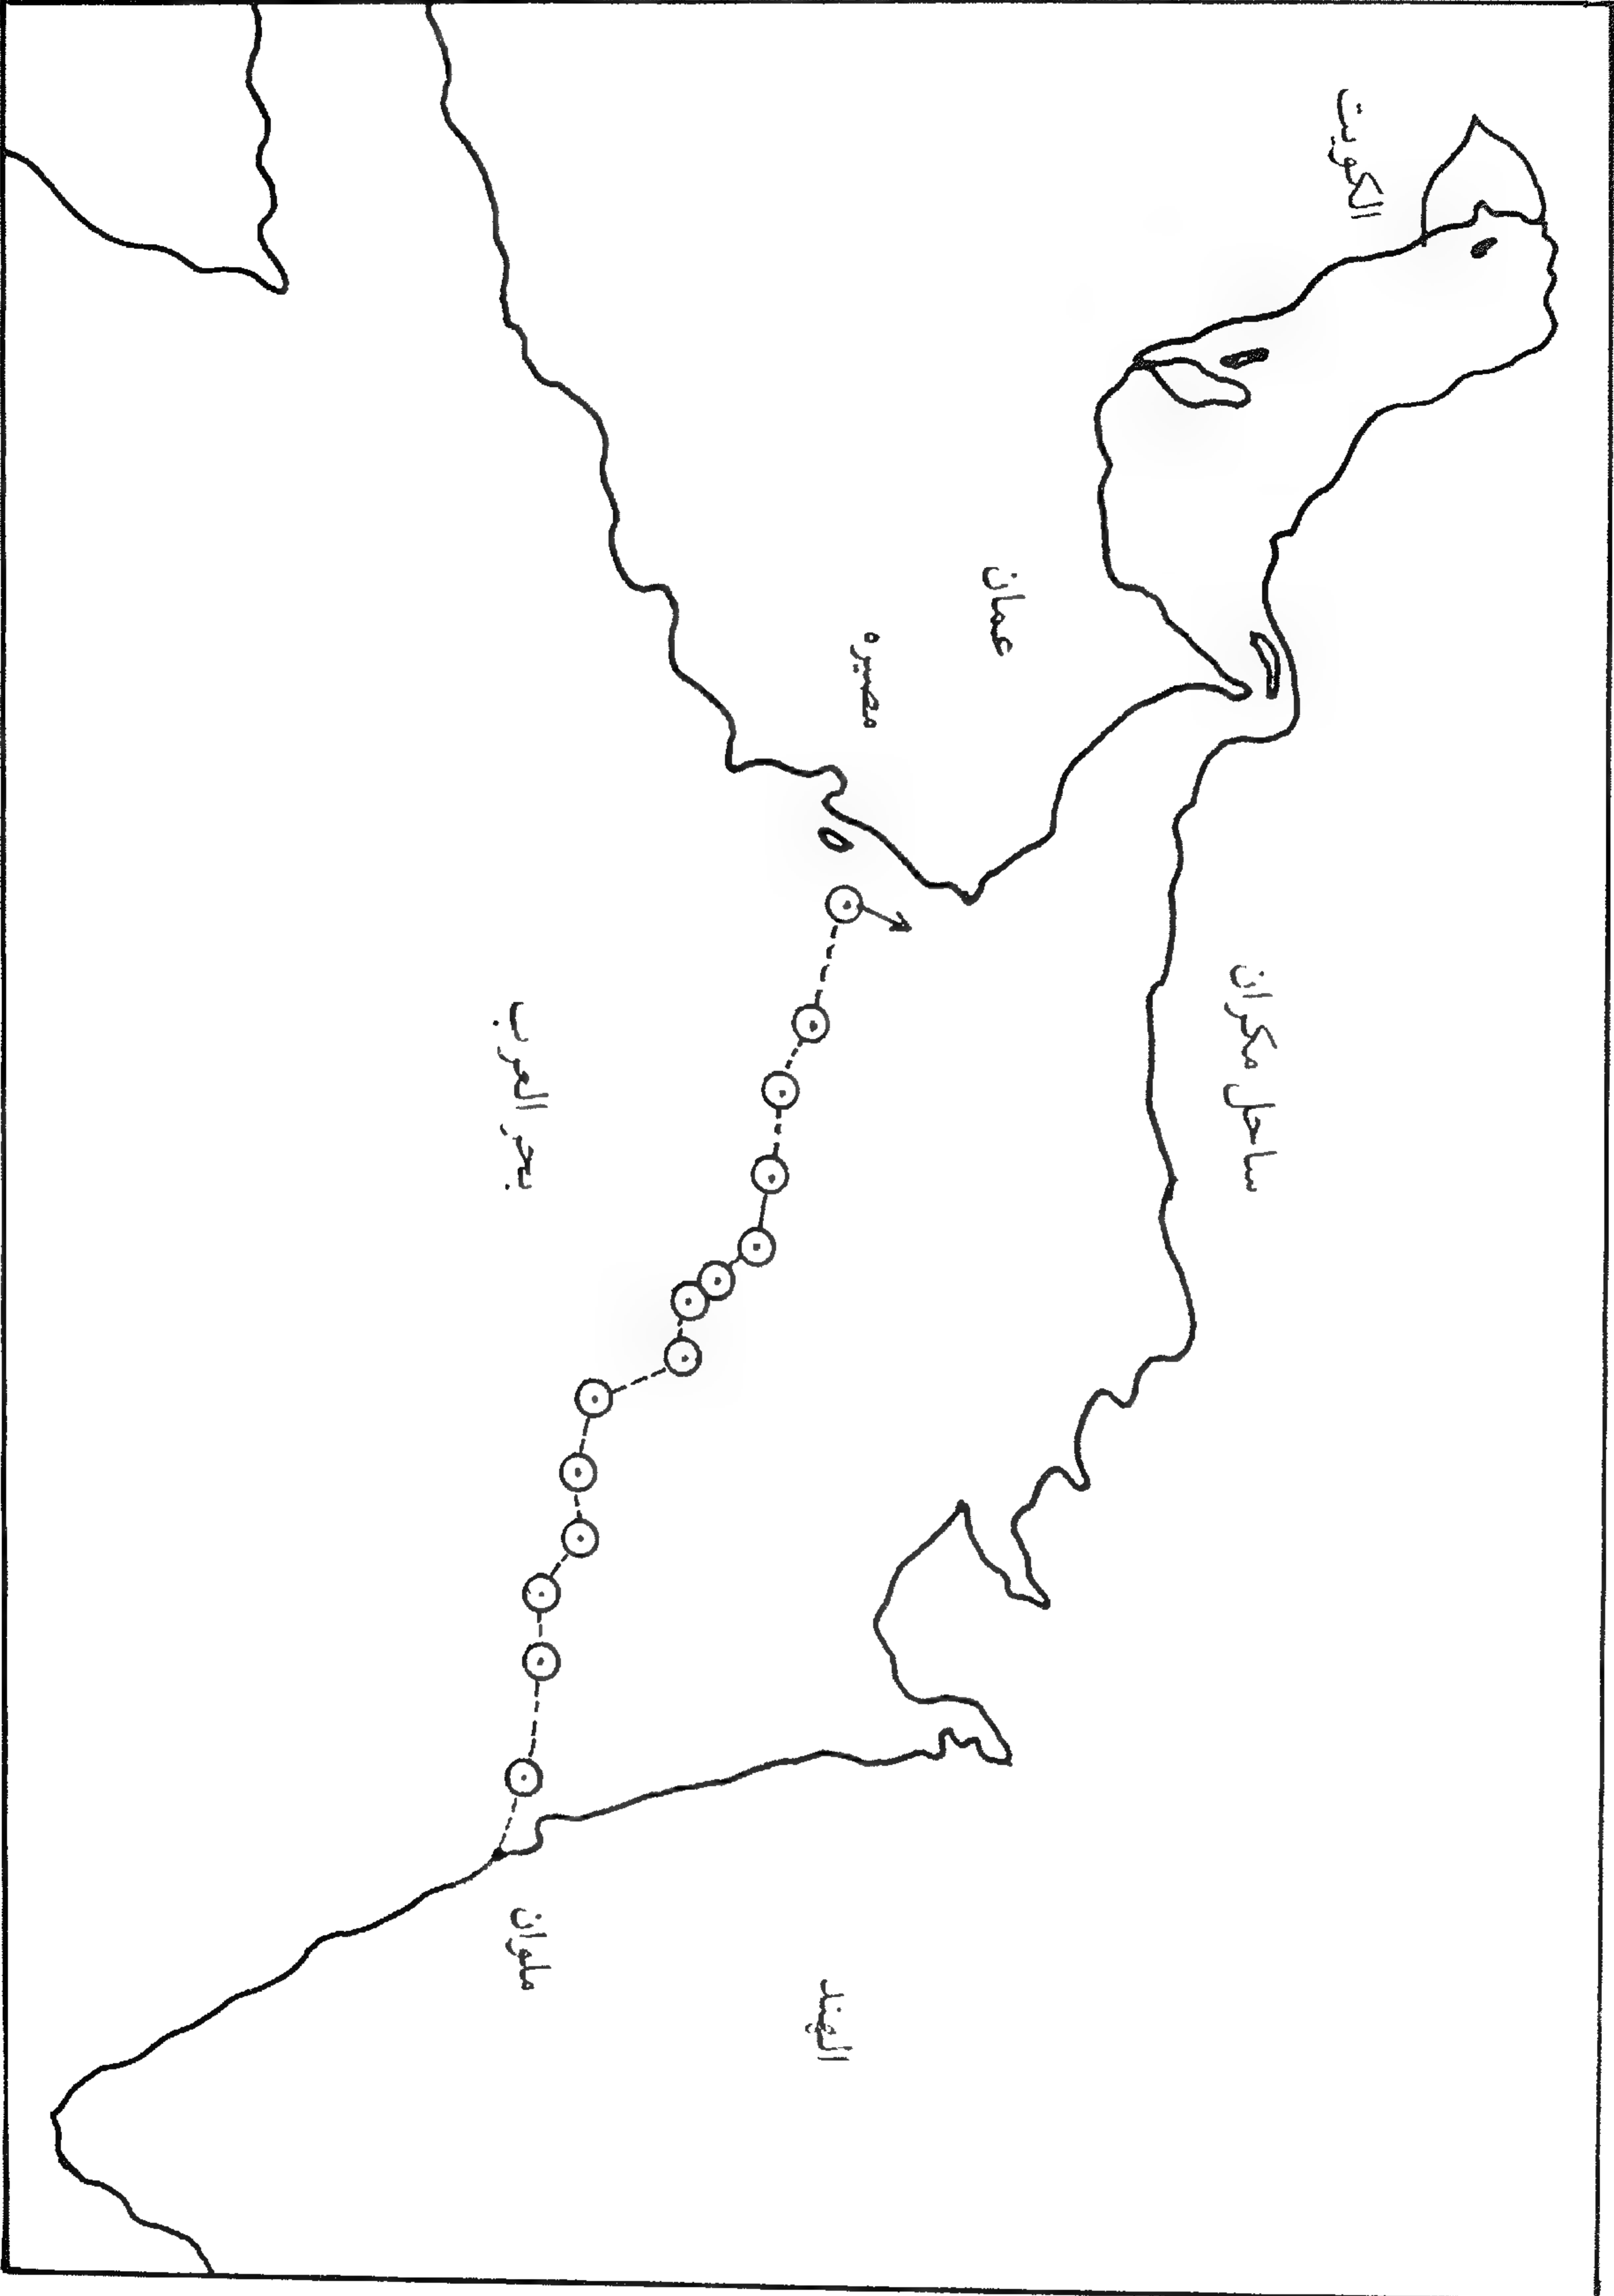 الكويت
عمان
مصيره
ساحل مكران
بحر العرب
ملوان
الهند